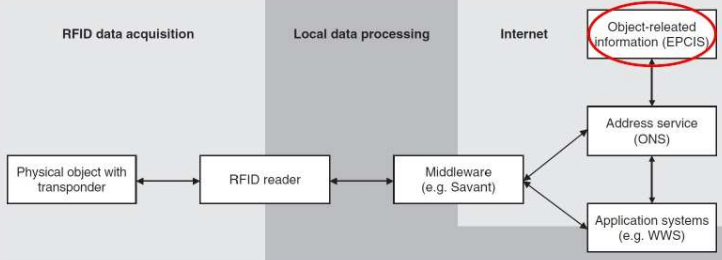 RFID data acquisition
Local data processing
Internet
Object-releated
information (EPCIS)
Address service
(ONS)
Physical object with
transponder
RFID reader
Middleware
(e.g. Savant)
Application systems
(e.g. WWS)